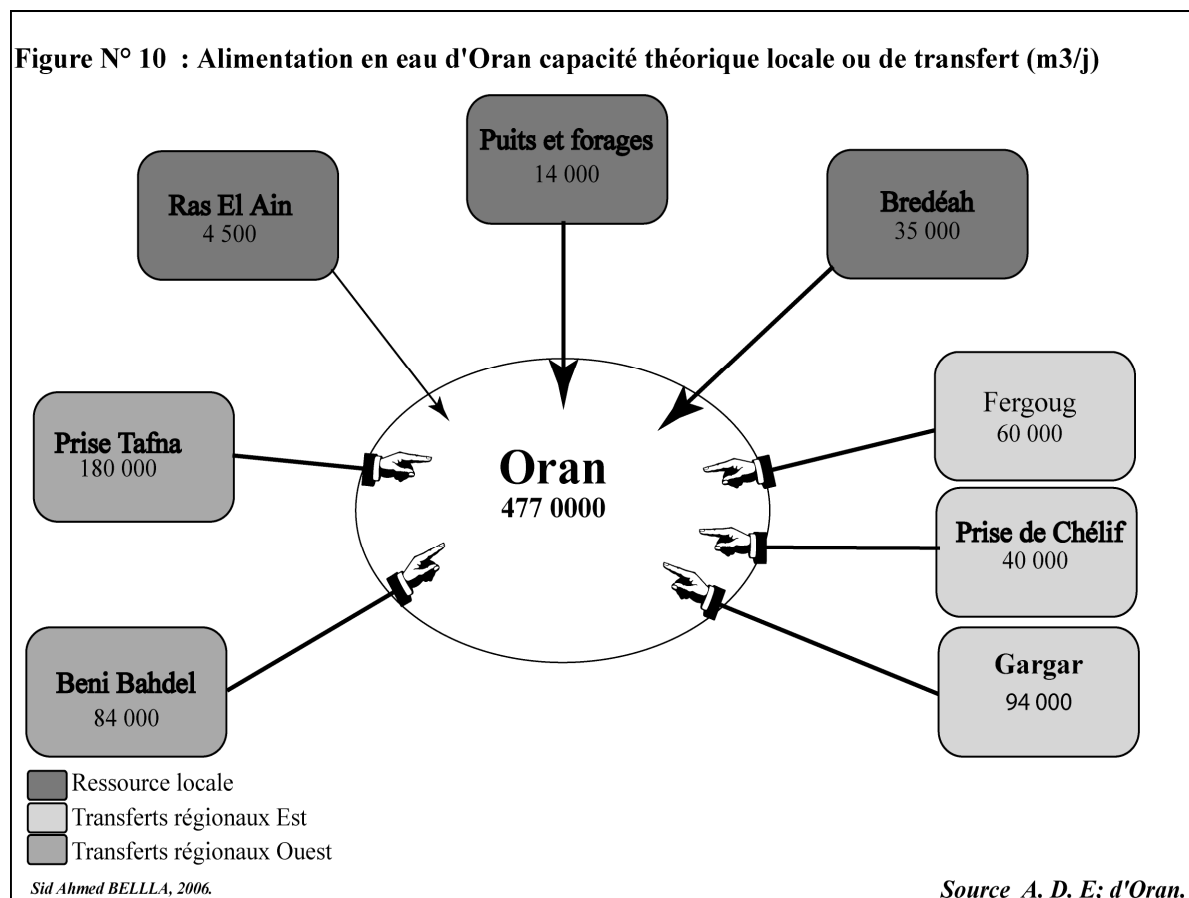 Figure N° 10 : Alimentation en eau d'Oran capacité théorique locale ou de transfert (m3/j)
Puits et forages
14 000
Ras El Ain
4 500
Bredéah
35 000
Fergoug
60 000
Prise Tafna
180 000
Oran
477 0000
Prise de Chélif
40 000
Beni Bahdel
84 000
Gargar
94 000
Ressource locale
Transferts régionaux Est
Transferts régionaux Ouest
Sid Ahmed BELLLA, 2006.
Source A. D. E; d'Oran.